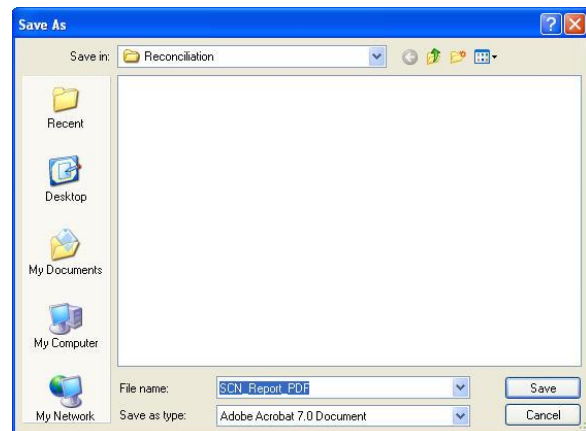 Save As
Save in: Reconciliation
Recent
Desktop
My Documents
My Computer
My Network
File name: SCN_Report_PDF Save
Save as type: Adobe Acrobat 7.0 Document Cancel